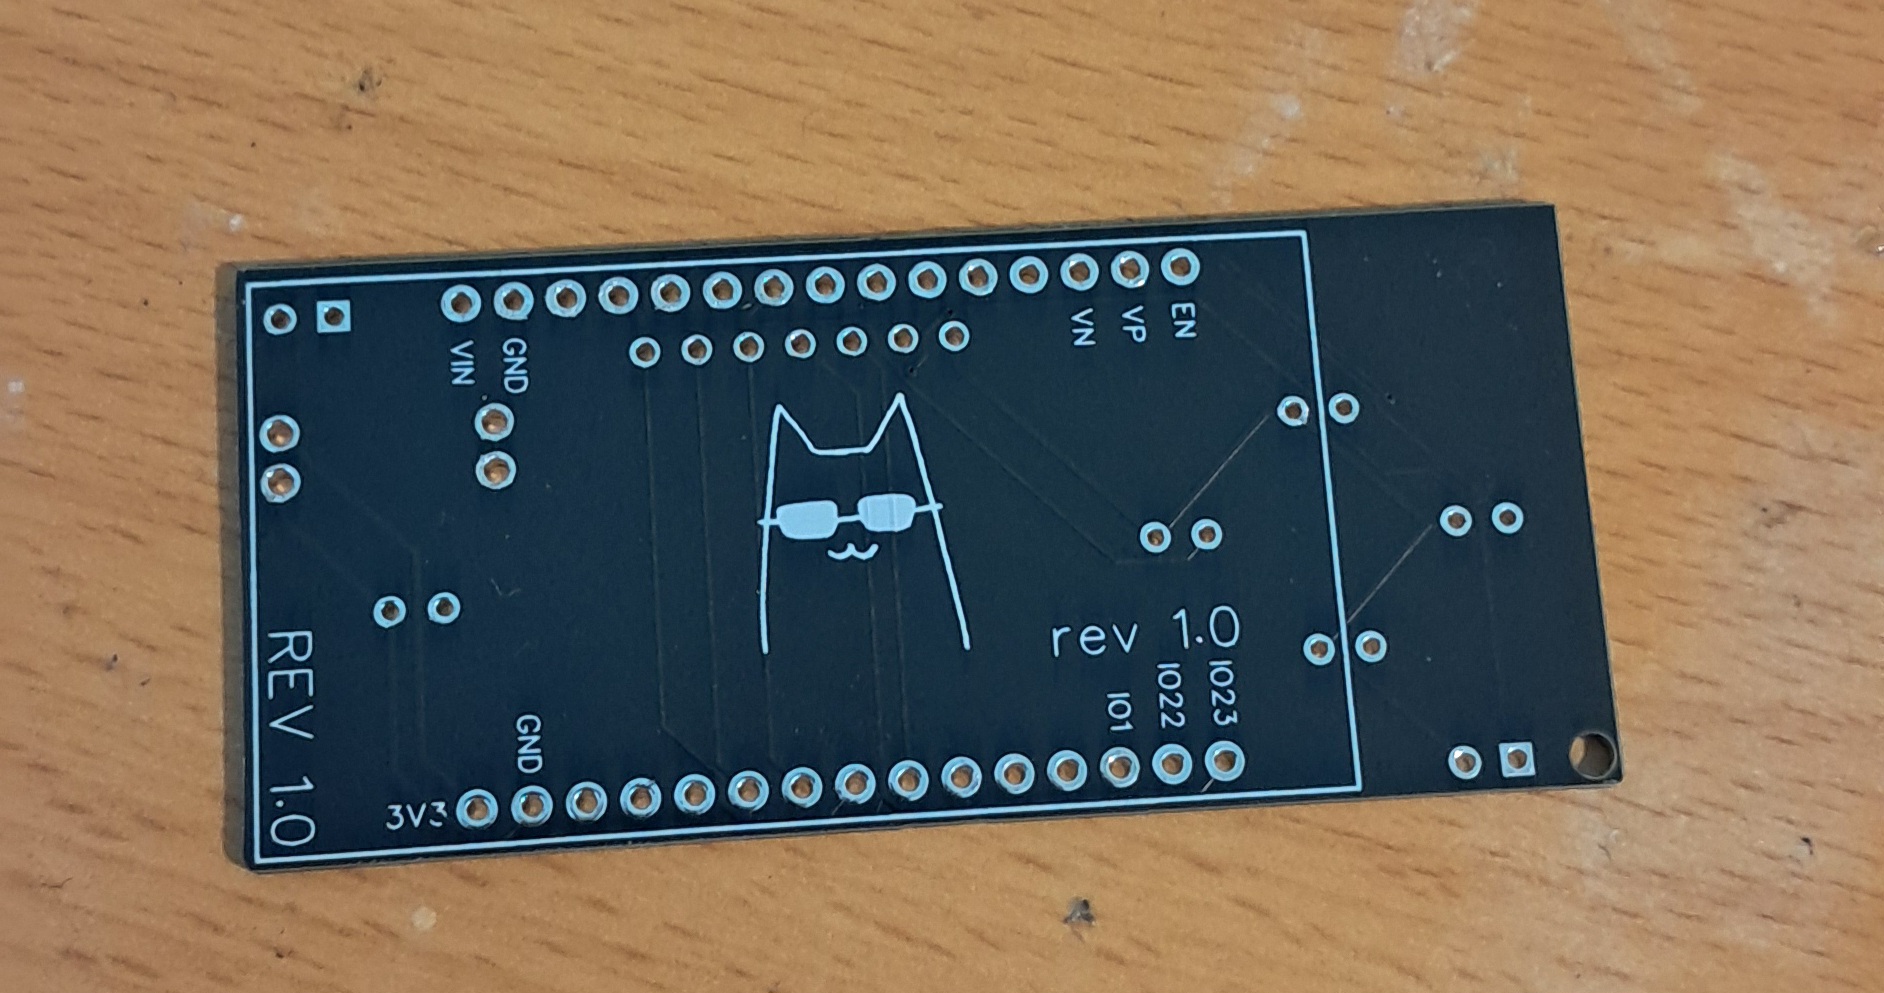 VIN
GND
VN
VP
EN
rev 1.0
REV 1.0
GND
IO1
IO22
IO23
3V3